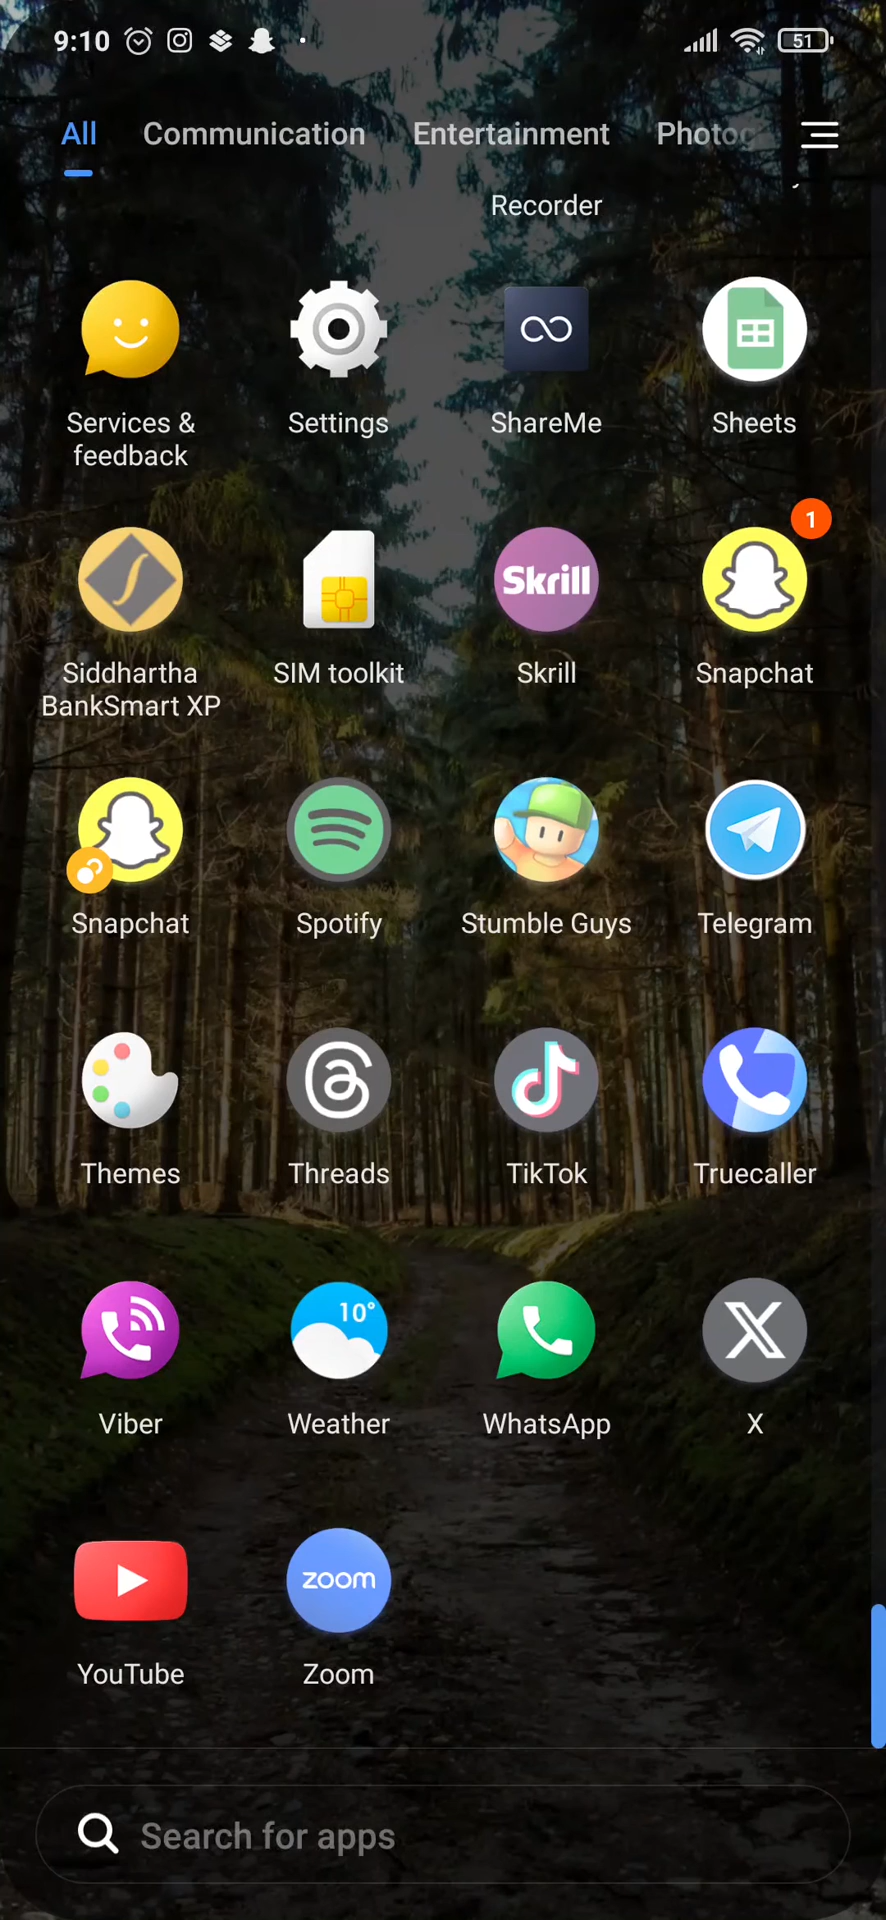 9:10
51
All Communication Entertainment Photog
Recorder
Services & feedback
Settings
ShareMe
Sheets
Siddhartha BankSmart XP
SIM toolkit
Skrill
Skrill
1
Snapchat
Snapchat
Spotify
Stumble Guys
Telegram
Themes
Threads
TikTok
Truecaller
Viber
10°
Weather
WhatsApp
X
YouTube
zoom
Zoom
Search for apps